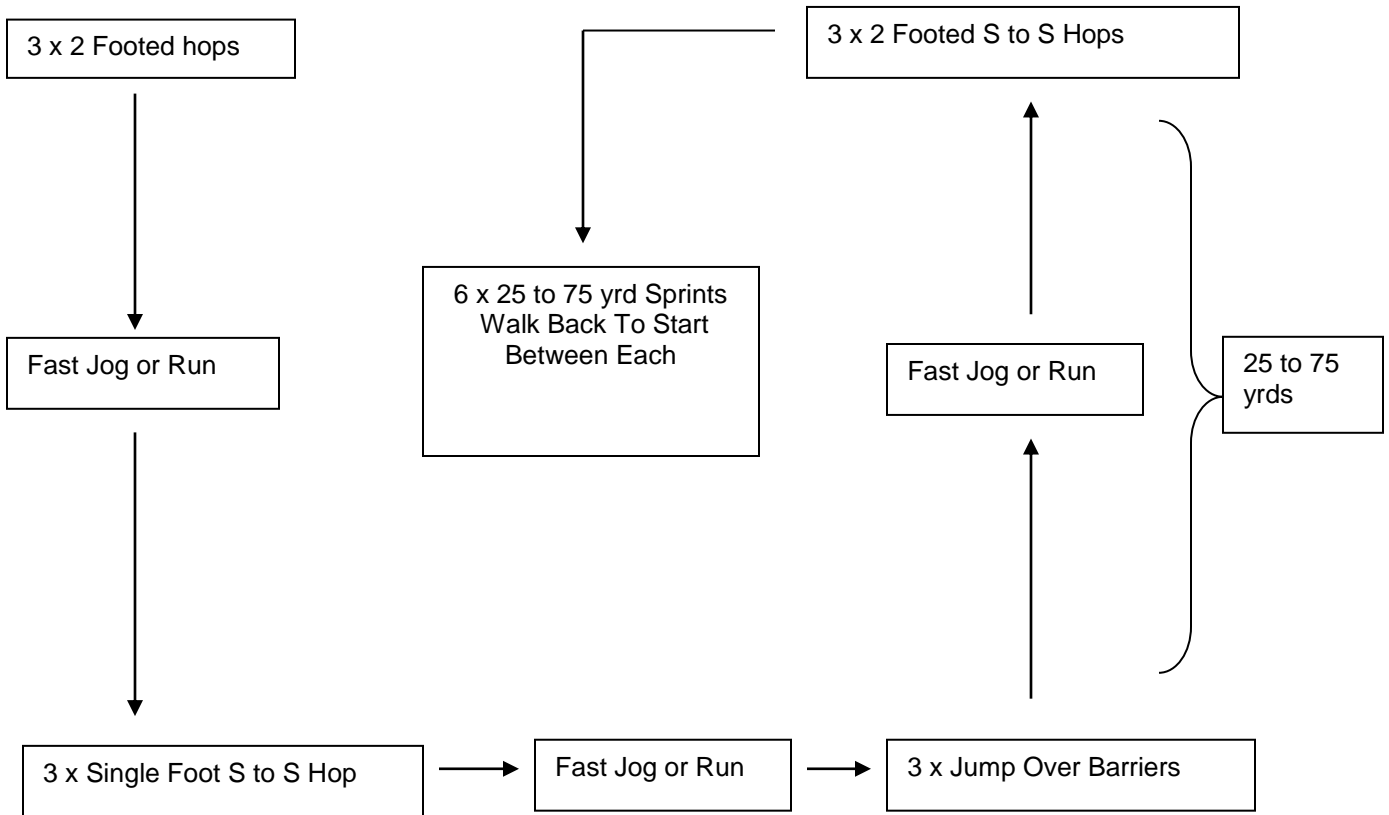 3 x 2 Footed hops
3 x 2 Footed S to S Hops
6 x 25 to 75 yrd Sprints
Walk Back To Start
Between Each
Fast Jog or Run
Fast Jog or Run
25 to 75
yrds
3 x Single Foot S to S Hop
Fast Jog or Run
3 x Jump Over Barriers